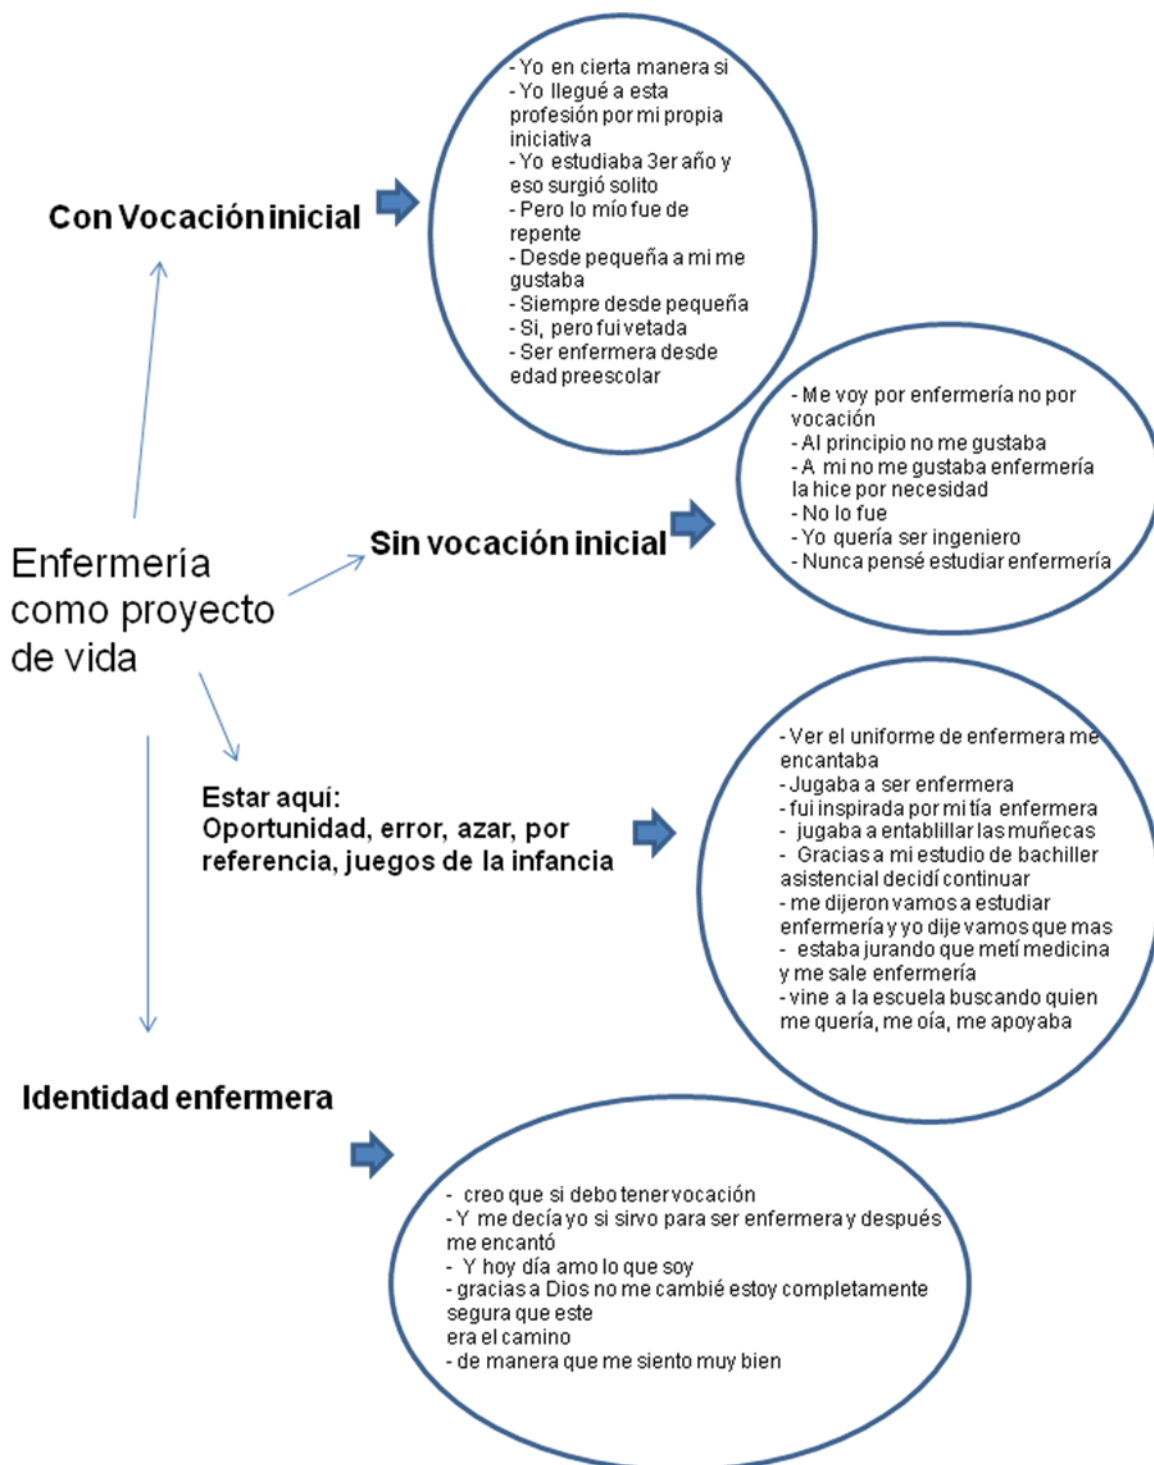 - Yo en cierta manera si
- Yo llegué a esta
profesión por mi propia
iniciativa
- Yo estudiaba 3er año y
eso surgió solito
- Pero lo mío fue de
repente
- Desde pequeña a mi me
gustaba
- Siempre desde pequeña
- Si, pero fui vetada
- Ser enfermera desde
edad preescolar
Con Vocación inicial
- Me voy por enfermería no por
vocación
- Al principio no me gustaba
- A mi no me gustaba enfermería
la hice por necesidad
- No lo fue
- Yo quería ser ingeniero
- Nunca pensé estudiar enfermería
Sin vocación inicial
Enfermería
como proyecto
de vida
- Ver el uniforme de enfermera me
encantaba
- Jugaba a ser enfermera
- fui inspirada por mi tía enfermera
- jugaba a entablillar las muñecas
- Gracias a mi estudio de bachiller
asistencial decidí continuar
- me dijeron vamos a estudiar
enfermería y yo dije vamos que mas
- estaba jurando que metí medicina
y me sale enfermería
- vine a la escuela buscando quien
me quería, me oía, me apoyaba
Estar aquí:
Oportunidad, error, azar, por
referencia, juegos de la infancia
Identidad enfermera
- creo que si debo tener vocación
- Y me decía yo si sirvo para ser enfermera y después
me encantó
- Y hoy día amo lo que soy
- gracias a Dios no me cambié estoy completamente
segura que este
era el camino
- de manera que me siento muy bien